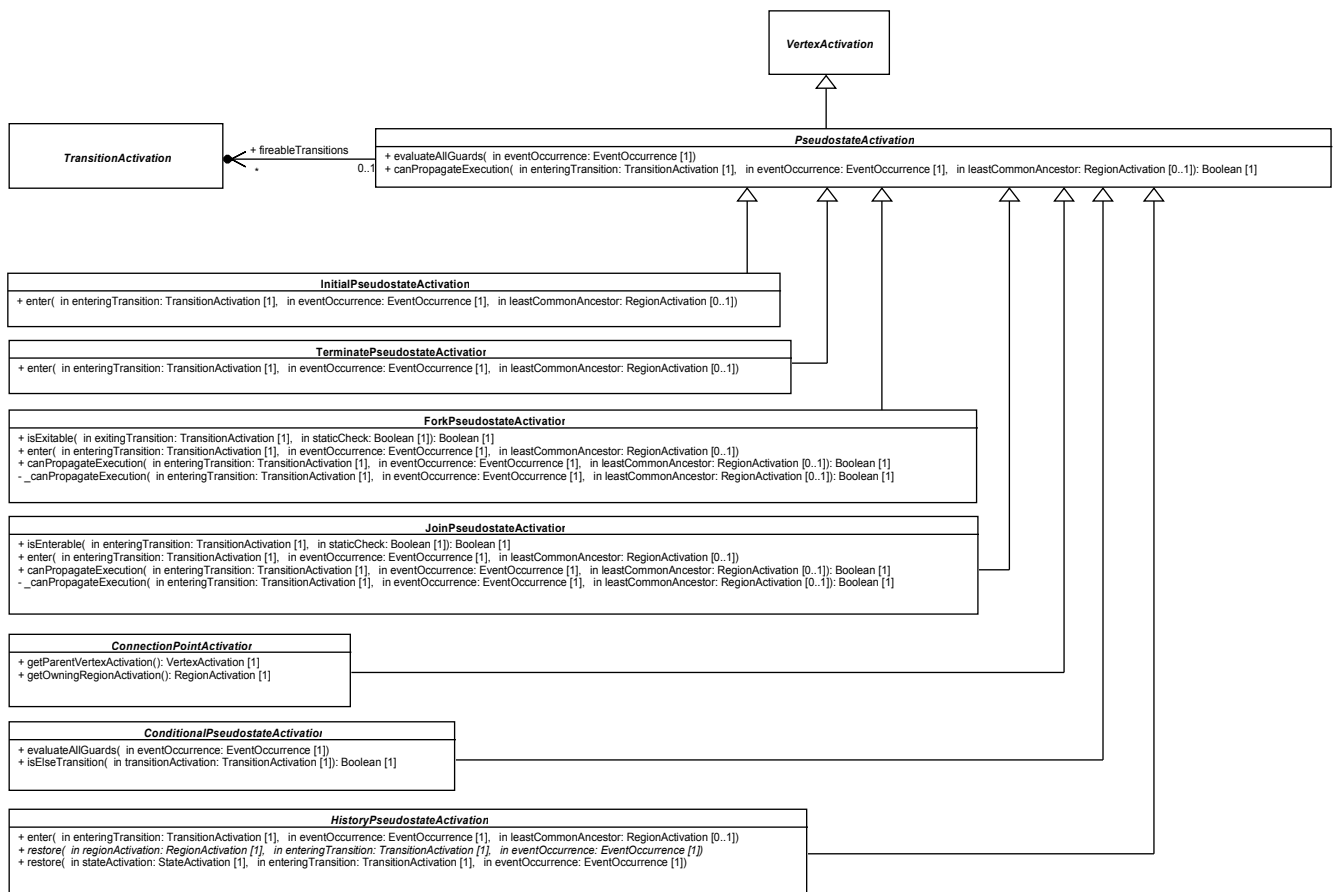 VertexActivation
TransitionActivation
+ fireableTransitions
*
0..1
PseudostateActivation
+ evaluateAllGuards( in eventOccurrence: EventOccurrence [1])
+ canPropagateExecution( in enteringTransition: TransitionActivation [1], in eventOccurrence: EventOccurrence [1], in leastCommonAncestor: RegionActivation [0..1]): Boolean [1]
InitialPseudostateActivation
+ enter( in enteringTransition: TransitionActivation [1], in eventOccurrence: EventOccurrence [1], in leastCommonAncestor: RegionActivation [0..1])
TerminatePseudostateActivation
+ enter( in enteringTransition: TransitionActivation [1], in eventOccurrence: EventOccurrence [1], in leastCommonAncestor: RegionActivation [0..1])
ForkPseudostateActivation
+ isExitable( in exitingTransition: TransitionActivation [1], in staticCheck: Boolean [1]): Boolean [1]
+ enter( in enteringTransition: TransitionActivation [1], in eventOccurrence: EventOccurrence [1], in leastCommonAncestor: RegionActivation [0..1])
+ canPropagateExecution( in enteringTransition: TransitionActivation [1], in eventOccurrence: EventOccurrence [1], in leastCommonAncestor: RegionActivation [0..1]): Boolean [1]
- _canPropagateExecution( in enteringTransition: TransitionActivation [1], in eventOccurrence: EventOccurrence [1], in leastCommonAncestor: RegionActivation [0..1]): Boolean [1]
JoinPseudostateActivation
+ isEnterable( in enteringTransition: TransitionActivation [1], in staticCheck: Boolean [1]): Boolean [1]
+ enter( in enteringTransition: TransitionActivation [1], in eventOccurrence: EventOccurrence [1], in leastCommonAncestor: RegionActivation [0..1])
+ canPropagateExecution( in enteringTransition: TransitionActivation [1], in eventOccurrence: EventOccurrence [1], in leastCommonAncestor: RegionActivation [0..1]): Boolean [1]
- _canPropagateExecution( in enteringTransition: TransitionActivation [1], in eventOccurrence: EventOccurrence [1], in leastCommonAncestor: RegionActivation [0..1]): Boolean [1]
ConnectionPointActivation
+ getParentVertexActivation(): VertexActivation [1]
+ getOwningRegionActivation(): RegionActivation [1]
ConditionalPseudostateActivation
+ evaluateAllGuards( in eventOccurrence: EventOccurrence [1])
+ isElseTransition( in transitionActivation: TransitionActivation [1]): Boolean [1]
HistoryPseudostateActivation
+ enter( in enteringTransition: TransitionActivation [1], in eventOccurrence: EventOccurrence [1], in leastCommonAncestor: RegionActivation [0..1])
+ restore( in regionActivation: RegionActivation [1], in enteringTransition: TransitionActivation [1], in eventOccurrence: EventOccurrence [1])
+ restore( in stateActivation: StateActivation [1], in enteringTransition: TransitionActivation [1], in eventOccurrence: EventOccurrence [1])